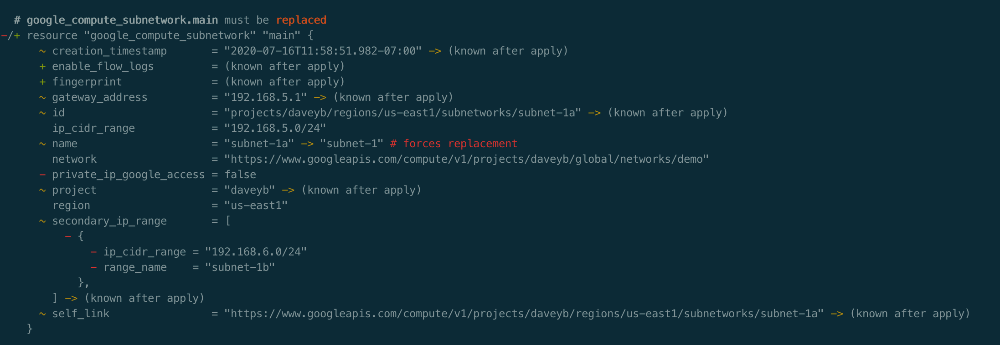 # google_compute_subnetwork.main must be replaced
-/+ resource "google_compute_subnetwork" "main" {
~ creation_timestamp = "2020-07-16T11:58:51.982-07:00" -> (known after apply)
+ enable_flow_logs = (known after apply)
+ fingerprint = (known after apply)
~ gateway_address = "192.168.5.1" -> (known after apply)
~ id = "projects/daveyb/regions/us-east1/subnetworks/subnet-1a" -> (known after apply)
ip_cidr_range = "192.168.5.0/24"
~ name = "subnet-1a" -> "subnet-1" # forces replacement
network = "https://www.googleapis.com/compute/v1/projects/daveyb/global/networks/demo"
- private_ip_google_access = false
~ project = "daveyb" -> (known after apply)
region = "us-east1"
~ secondary_ip_range = [
- {
- ip_cidr_range = "192.168.6.0/24"
- range_name = "subnet-1b"
},
] -> (known after apply)
~ self_link = "https://www.googleapis.com/compute/v1/projects/daveyb/regions/us-east1/subnetworks/subnet-1a" -> (known after apply)
}